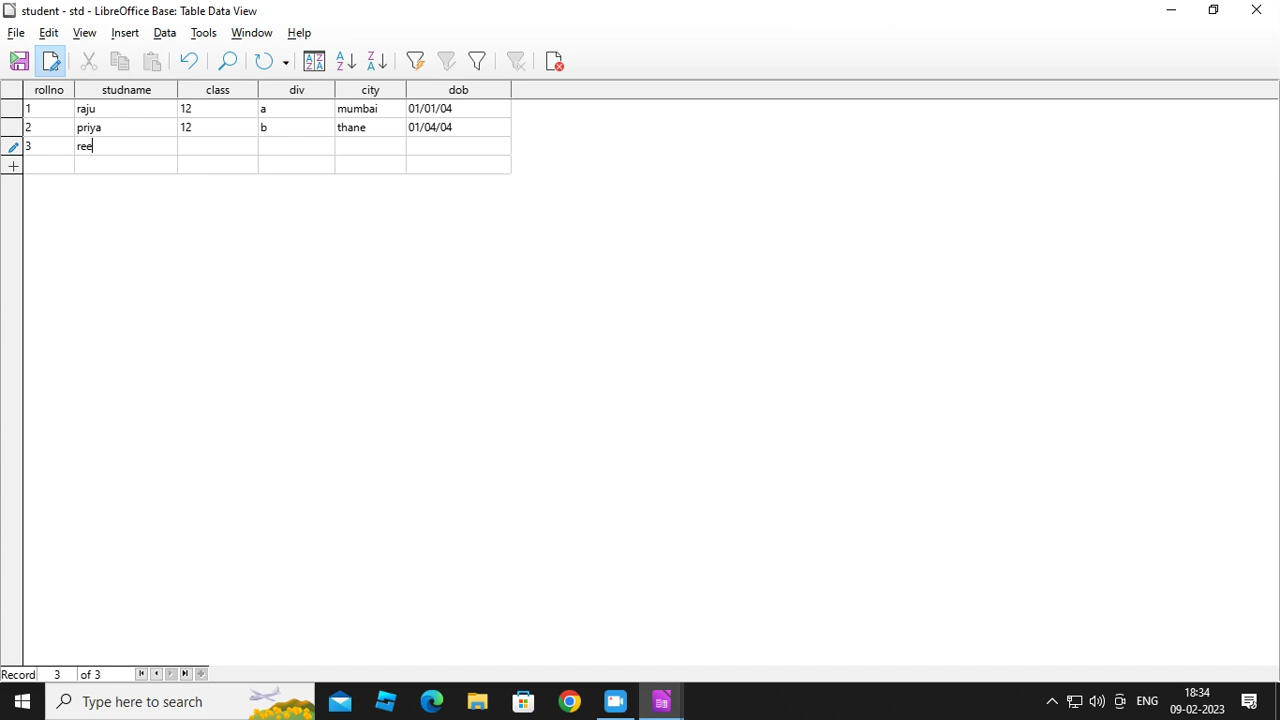 student - std - LibreOffice Base: Table Data View
File Edit View Insert Data Tools Window Help
rollno studname class div city dob
1 raju 12 a mumbai 01/01/04
2 priya 12 b thane 01/04/04
3 ree
Record 3 of 3
Type here to search
ENG
18:34
09-02-2023